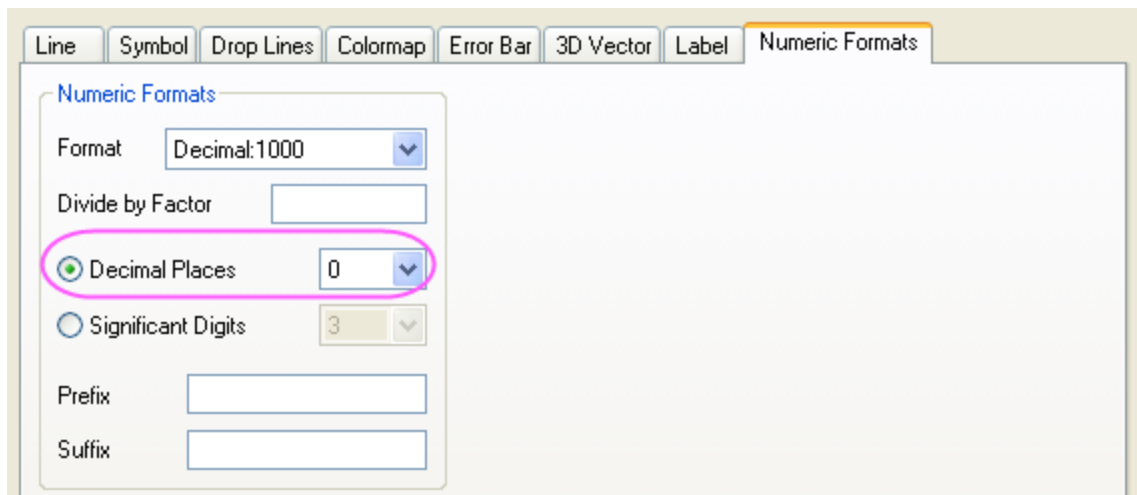 Line Symbol Drop Lines Colormap Error Bar 3D Vector Label Numeric Formats
Numeric Formats
Format Decimal:1000
Divide by Factor
Decimal Places 0
Significant Digits 3
Prefix
Suffix